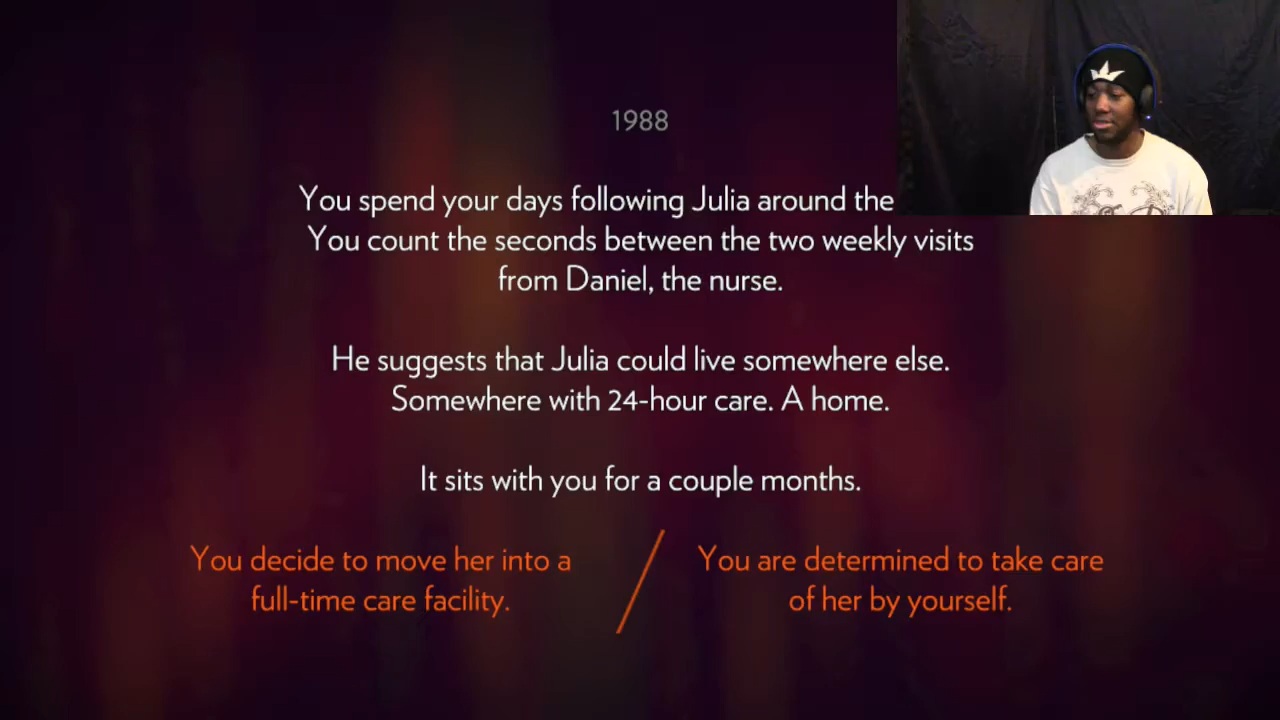 1988
You spend your days following Julia around the
You count the seconds between the two weekly visits
from Daniel, the nurse.
He suggests that Julia could live somewhere else.
Somewhere with 24-hour care. A home.
It sits with you for a couple months.
You decide to move her into a
full-time care facility.
You are determined to take care
of her by yourself.